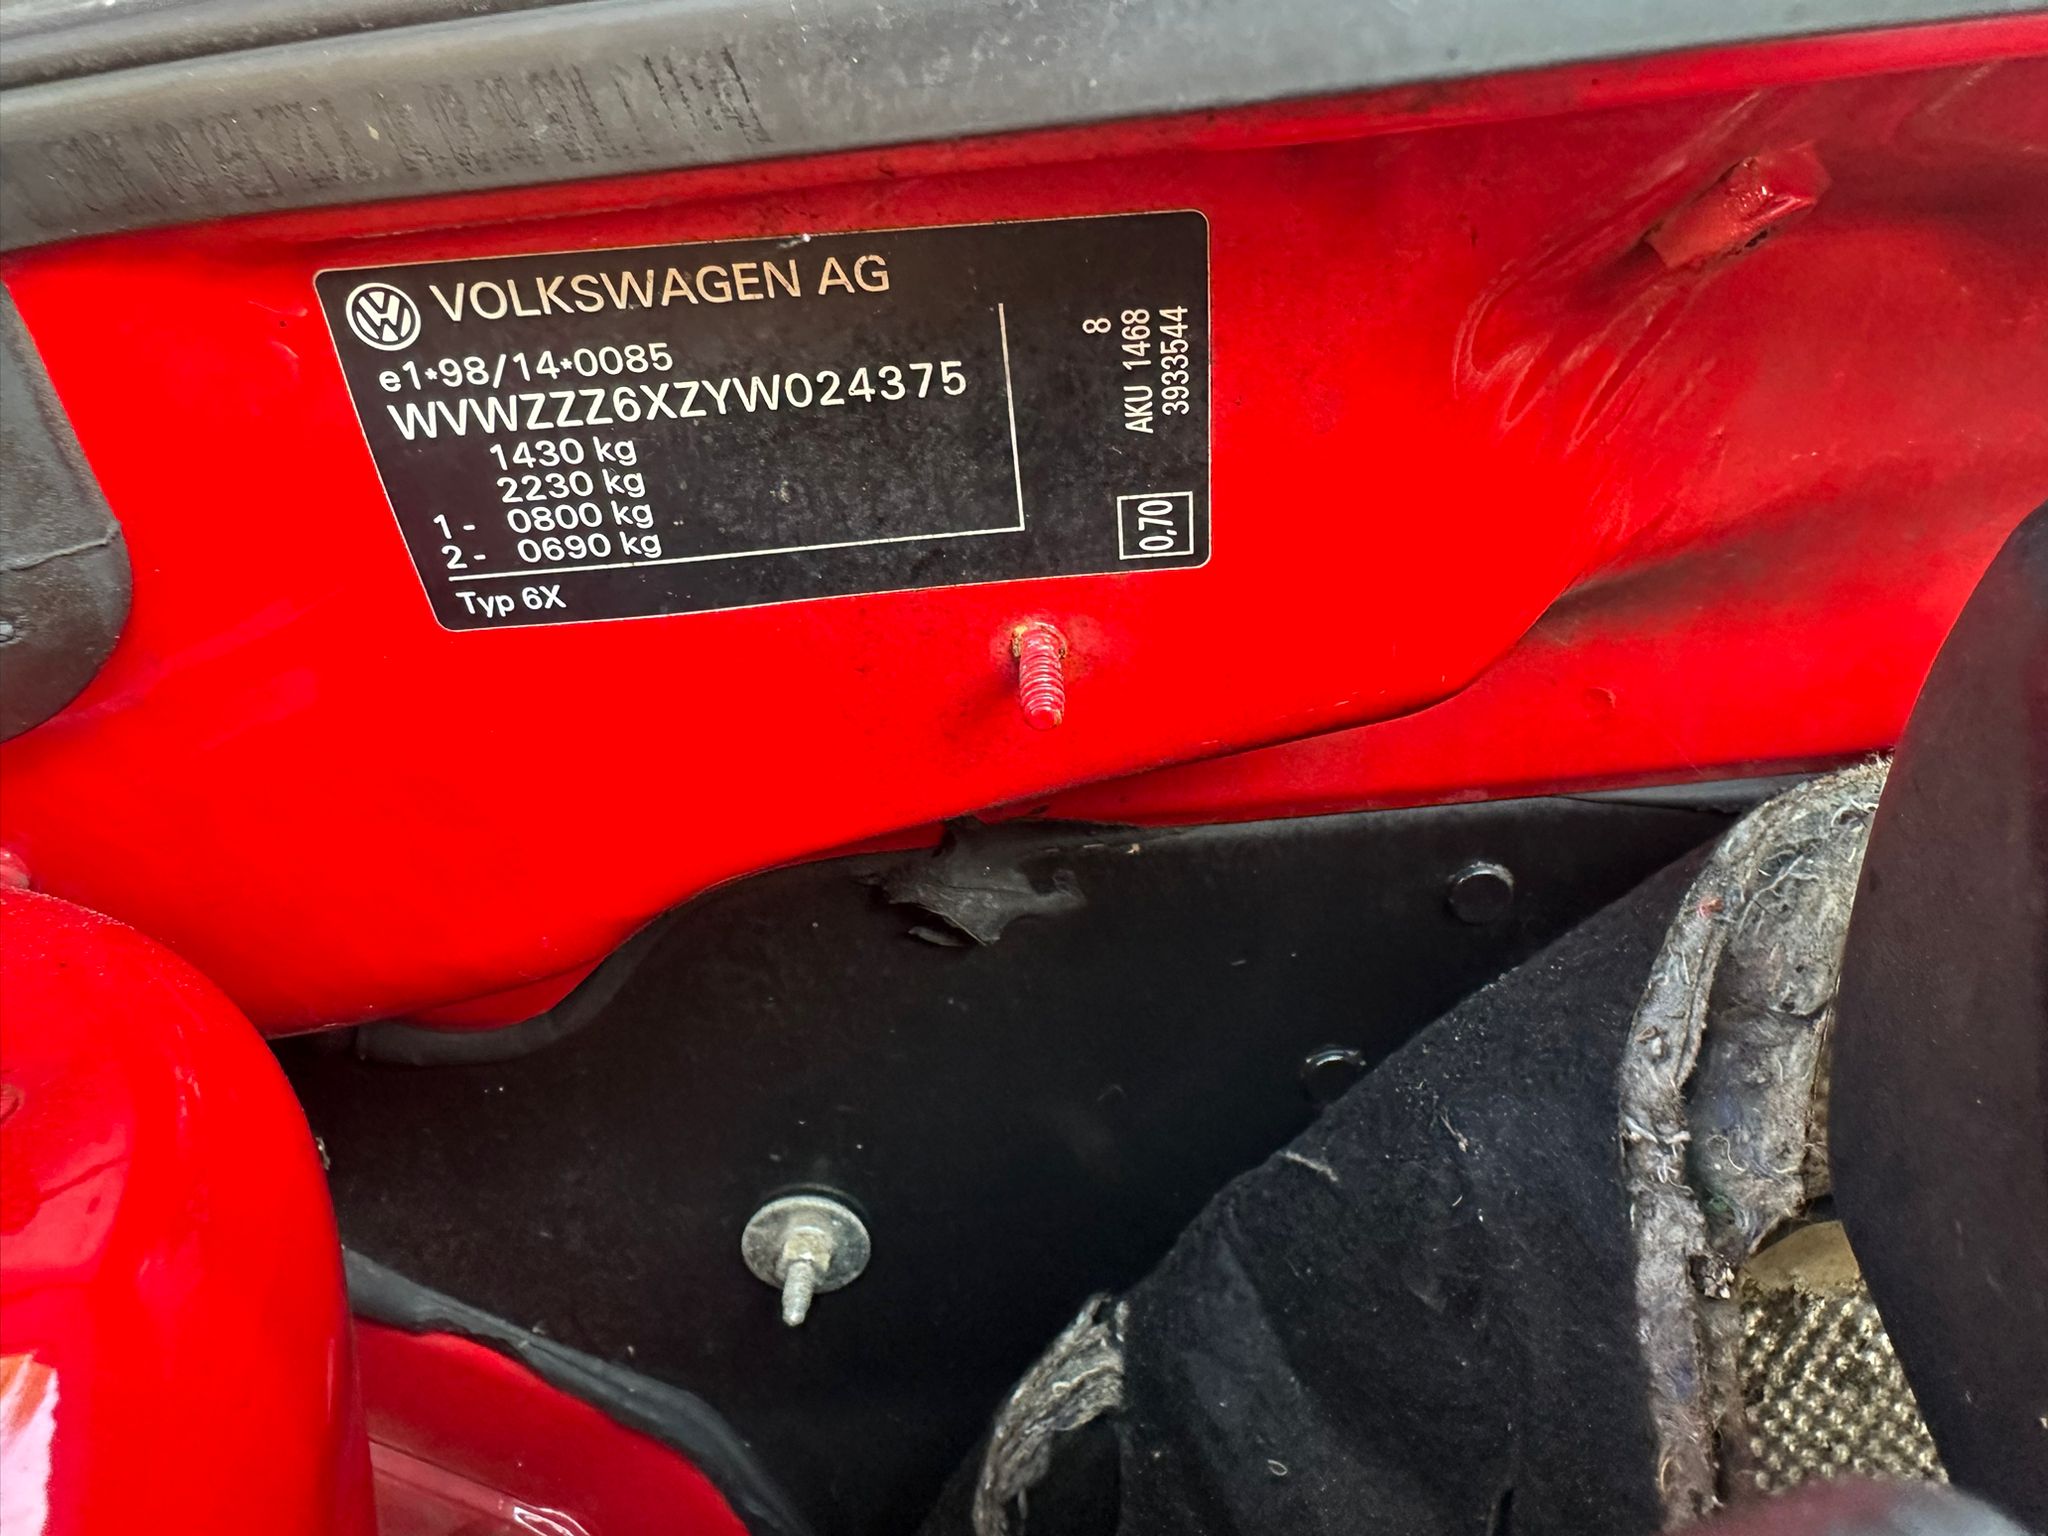 VOLKSWAGEN AG
e1*98/14*0085
WVWZZZ6XZYW024375
1430 kg
2230 kg
1- 0800 kg
2- 0690 kg
Typ 6X
8
AKU 1468
3933544
0,70